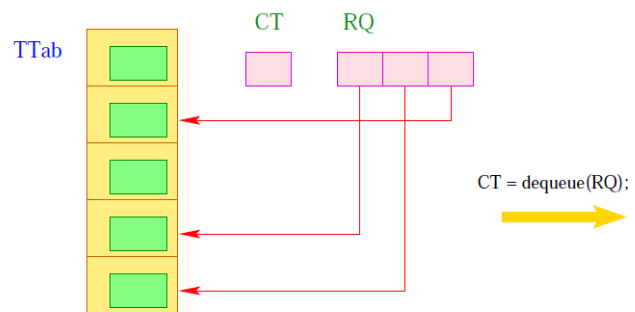 CT RQ
TTab
CT = dequeue(RQ);